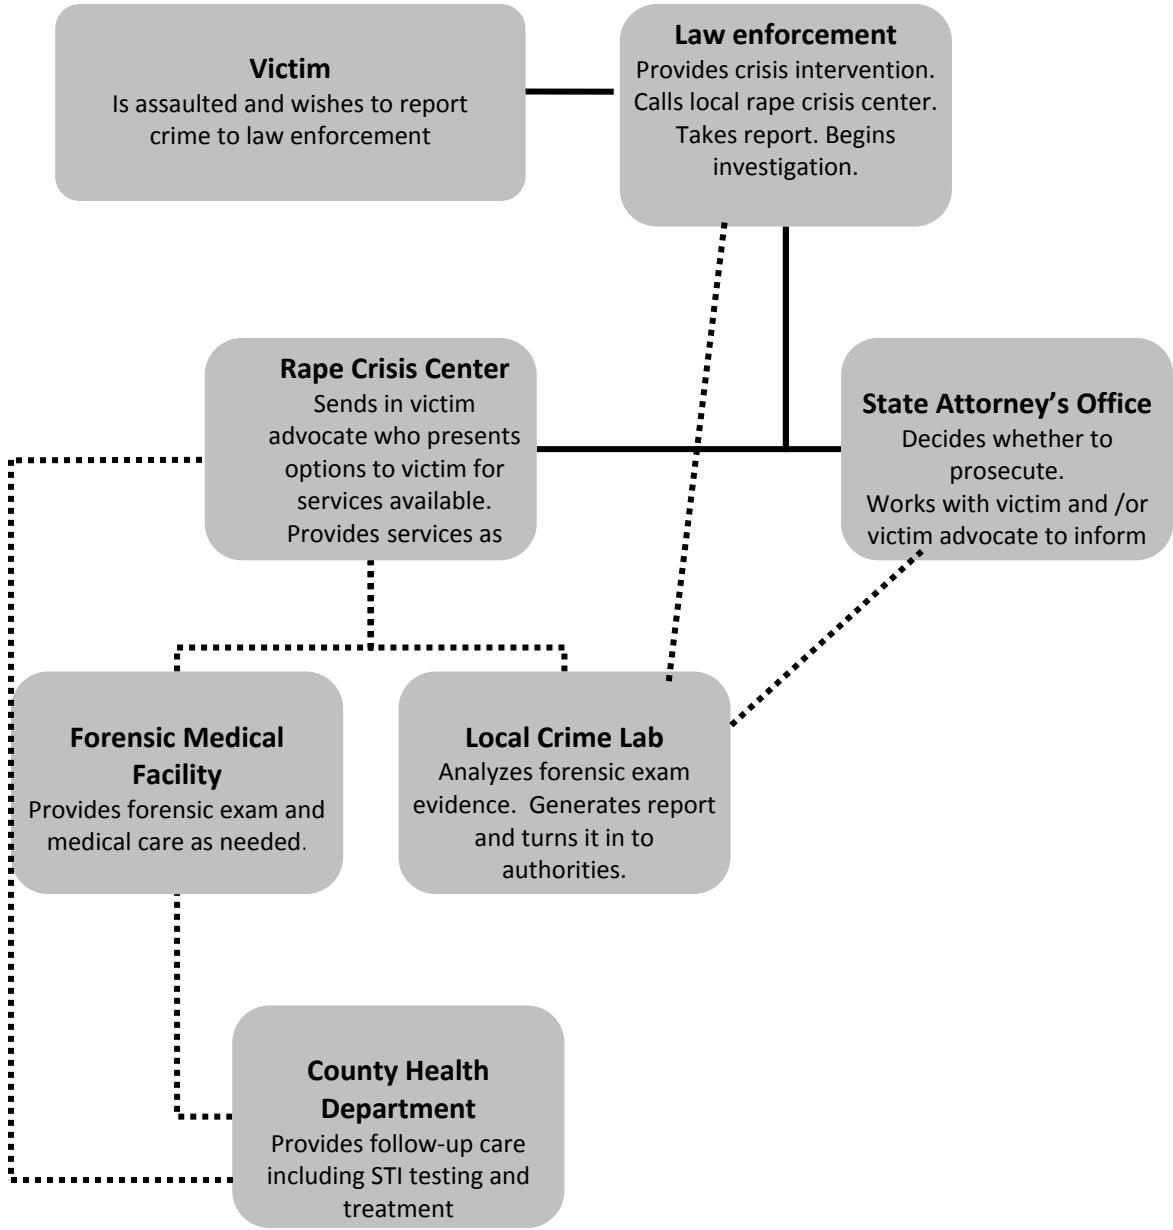 Victim
Is assaulted and wishes to report
crime to law enforcement
Law enforcement
Provides crisis intervention.
Calls local rape crisis center.
Takes report. Begins
investigation.
Rape Crisis Center
Sends in victim
advocate who presents
options to victim for
services available.
Provides services as
State Attorney’s Office
Decides whether to
prosecute.
Works with victim and /or
victim advocate to inform
Forensic Medical
Facility
Provides forensic exam and
medical care as needed.
Local Crime Lab
Analyzes forensic exam
evidence.  Generates report
and turns it in to
authorities.
County Health
Department
Provides follow-up care
including STI testing and
treatment